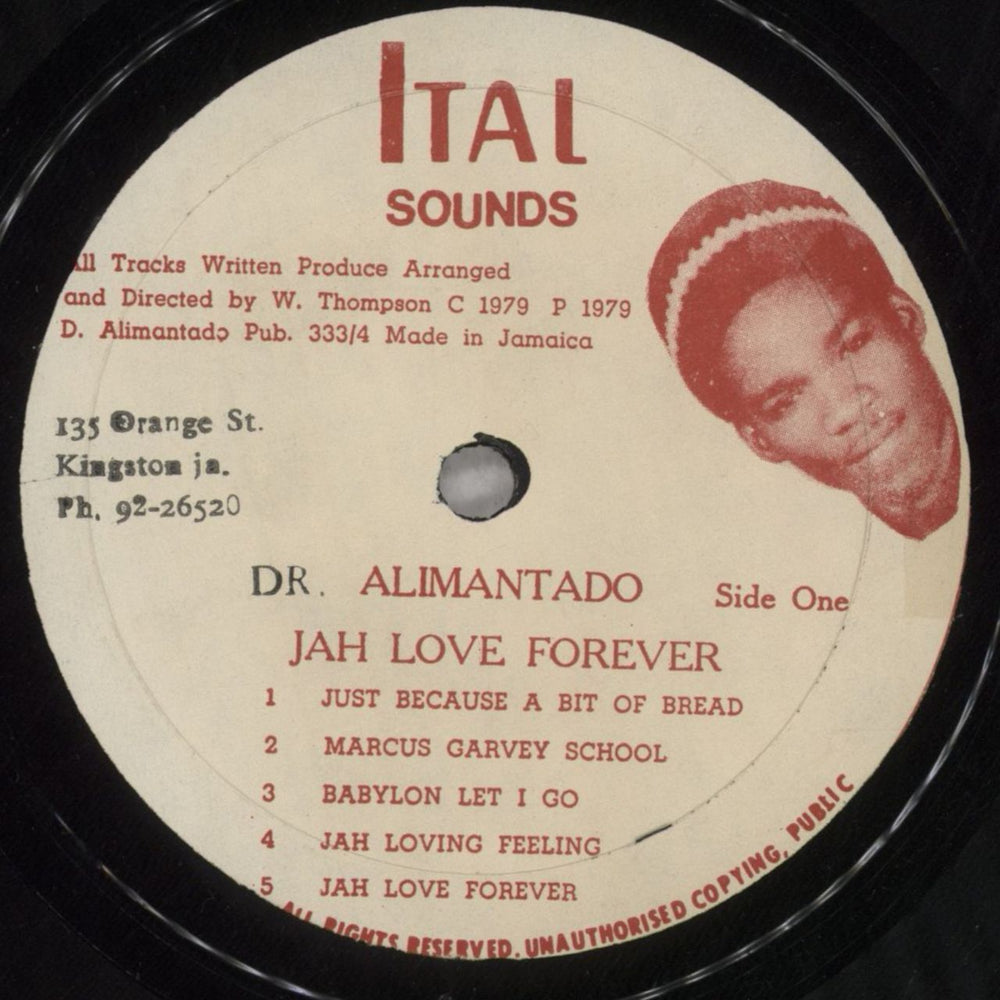 ITAL
SOUNDS
All Tracks Written Produce Arranged
and Directed by W. Thompson C 1979 P 1979
D. Alimantado Pub. 333/4 Made in Jamaica
135 Orange St.
Kingston ja.
Ph. 92-26520
DR. ALIMANTADO
Side One
JAH LOVE FOREVER
1 JUST BECAUSE A BIT OF BREAD
2 MARCUS GARVEY SCHOOL
3 BABYLON LET I GO
4 JAH LOVING FEELING
5 JAH LOVE FOREVER
ALL RIGHTS RESERVED. UNAUTHORISED COPYING, PUBLIC